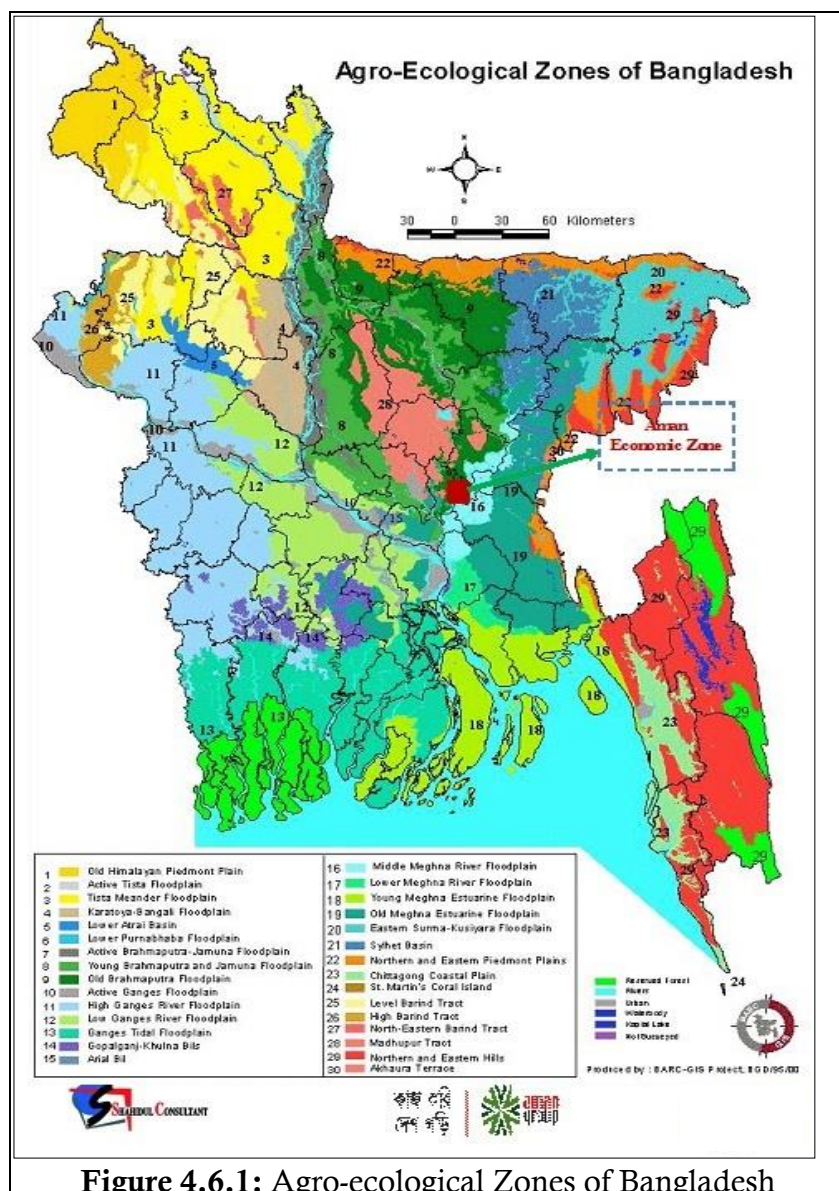 Agro-Ecological Zones of Bangladesh
N
W E
S
30 0 30 60 Kilometers
Aman
Economic Zone
1 Old Himalayan Piedmont Plain
2 Active Tista Floodplain
3 Tista Meander Floodplain
4 Karatoya-Bangali Floodplain
5 Lower Atrai Basin
6 Lower Purnabhaba Floodplain
7 Active Brahmaputra-Jamuna Floodplain
8 Young Brahmaputra and Jamuna Floodplain
9 Old Brahmaputra Floodplain
10 Active Ganges Floodplain
11 High Ganges River Floodplain
12 Low Ganges River Floodplain
13 Ganges Tidal Floodplain
14 Gopalganj-Khulna Bils
15 Arial Bil
16 Middle Meghna River Floodplain
17 Lower Meghna River Floodplain
18 Young Meghna Estuarine Floodplain
19 Old Meghna Estuarine Floodplain
20 Eastern Surma-Kusiyara Floodplain
21 Sylhet Basin
22 Northern and Eastern Piedmont Plains
23 Chittagong Coastal Plain
24 St. Martin's Coral Island
25 Level Barind Tract
26 High Barind Tract
27 North-Eastern Barind Tract
28 Madhupur Tract
29 Northern and Eastern Hills
30 Akhaura Terrace
Reserved Forest
Rivers
Urban
Waterbody
Kaptai Lake
Not Surveyed
Produced by : BARC-GIS Project, BGD/95/00
SHAHIDUL CONSULTANT
Figure 4.6.1: Agro-ecological Zones of Bangladesh